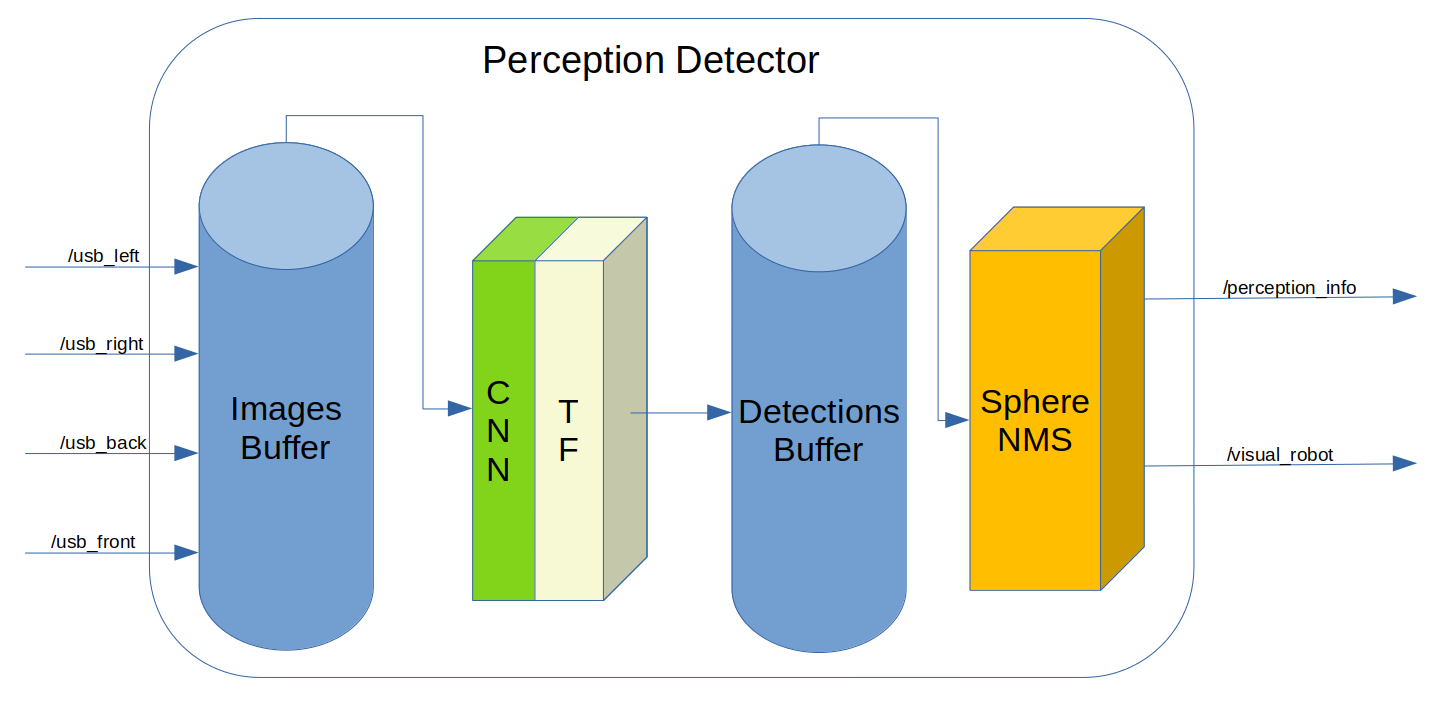 Perception Detector
/usb_left
/usb_right
/usb_back
/usb_front
Images
Buffer
C
N
N
T
F
Detections
Buffer
Sphere
NMS
/perception_info
/visual_robot